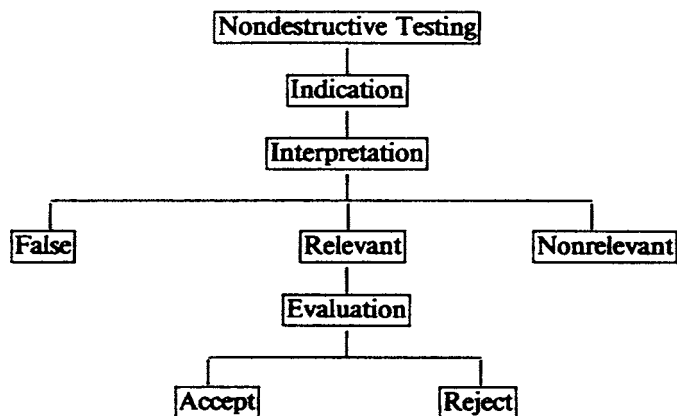 Nondestructive Testing
Indication
Interpretation
False
Relevant
Nonrelevant
Evaluation
Accept
Reject